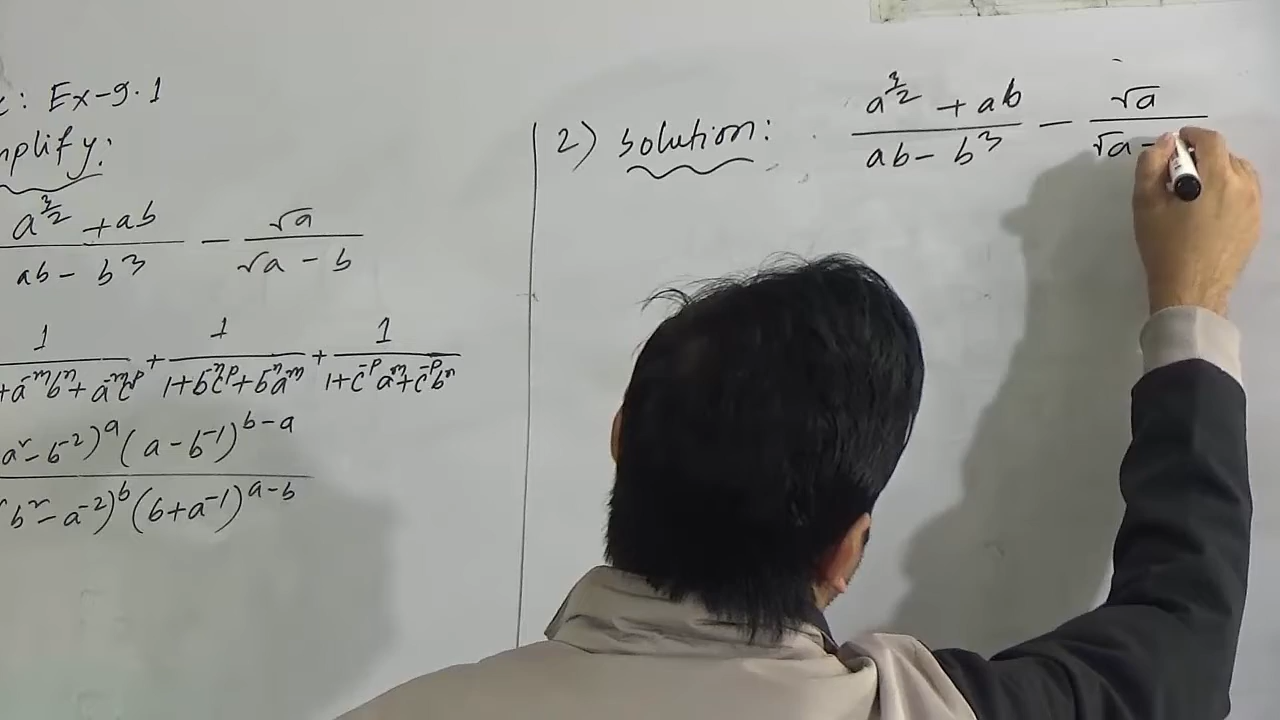 : Ex-9.1
mplify:
a^{3/2} + ab / ab - b^3 - √a / √a - b
1 / +a^{-m}b^n + a^{-m}c^p + 1 / 1+b^{-n}c^p+b^{-n}a^m + 1 / 1+c^{-p}a^m+c^{-p}b^n
a^2 - b^{-2})^a (a - b^{-1})^{b-a} / b^2 - a^{-2})^b (b + a^{-1})^{a-b}
2) Solution: a^{3/2} + ab / ab - b^3 - √a / √a -